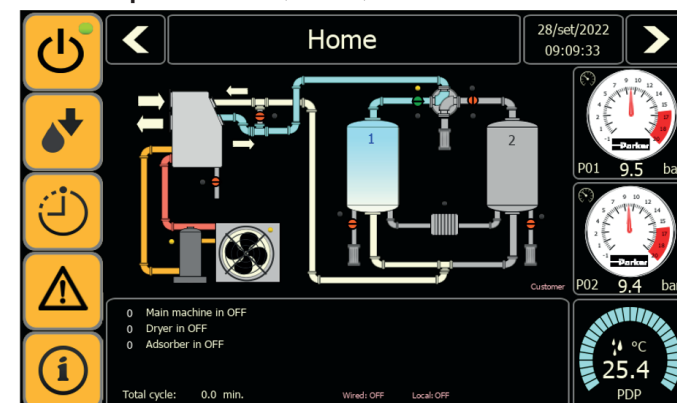 Home
28/set/2022
09:09:33
1
2
Parker
P01 9.5 ba
Parker
P02 9.4 ba
Customer
0 Main machine in OFF
0 Dryer in OFF
0 Adsorber in OFF
Total cycle: 0.0 min.
Wired: OFF Local: OFF
°C
25.4
PDP